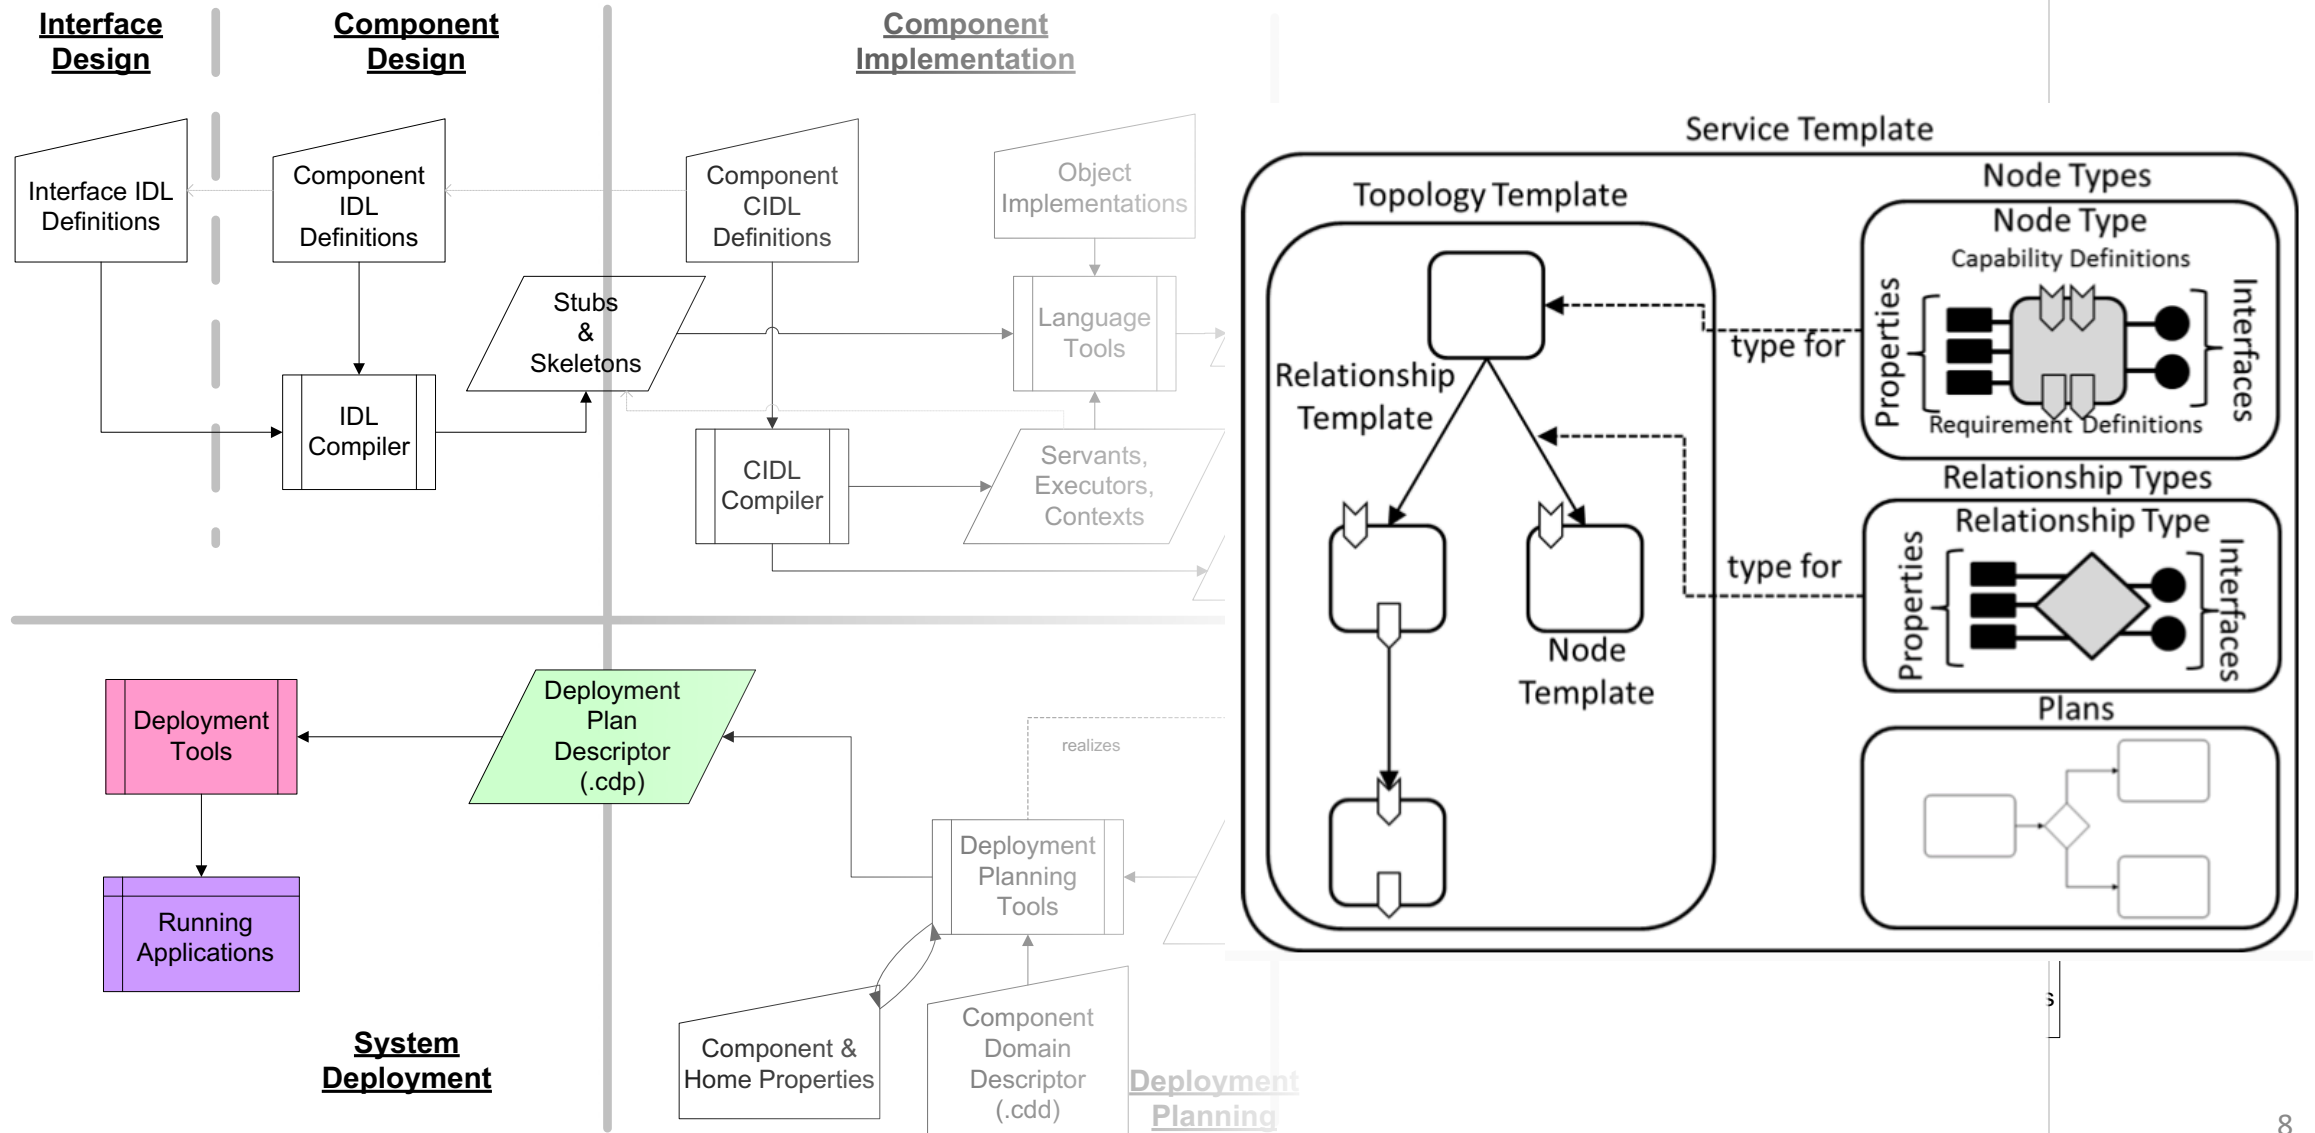 Interface
Design
Component
Design
Component
Implementation
Interface IDL
Definitions
Component
IDL
Definitions
Component
CIDL
Definitions
Object
Implementations
Stubs
&
Skeletons
Language
Tools
IDL
Compiler
CIDL
Compiler
Servants,
Executors,
Contexts
Deployment
Tools
Deployment
Plan
Descriptor
(.cdp)
realizes
Deployment
Planning
Tools
Running
Applications
Component &
Home Properties
Component
Domain
Descriptor
(.cdd)
System
Deployment
Deployment
Planning
Service Template
Topology Template
Relationship
Template
Node
Template
type for
type for
Node Types
Node Type
Capability Definitions
Properties
Interfaces
Requirement Definitions
Relationship Types
Relationship Type
Properties
Interfaces
Plans
s
8